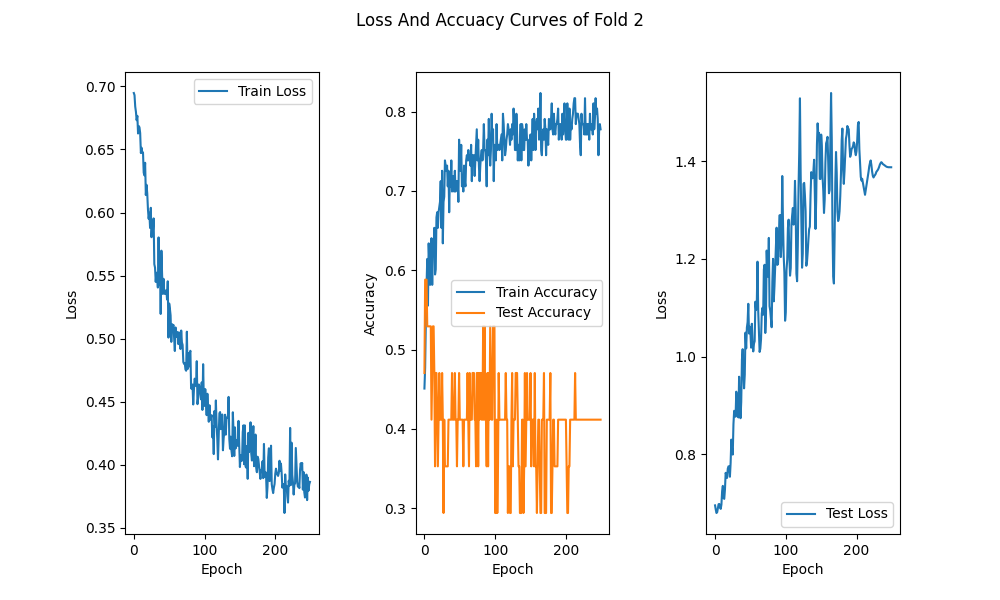 Loss And Accuacy Curves of Fold 2
0.70
0.65
0.60
0.55
0.50
0.45
0.40
0.35
Loss
0
100
200
Epoch
Train Loss
0.8
0.7
0.6
0.5
0.4
0.3
Accuracy
0
100
200
Epoch
Train Accuracy
Test Accuracy
1.4
1.2
1.0
0.8
Loss
0
100
200
Epoch
Test Loss